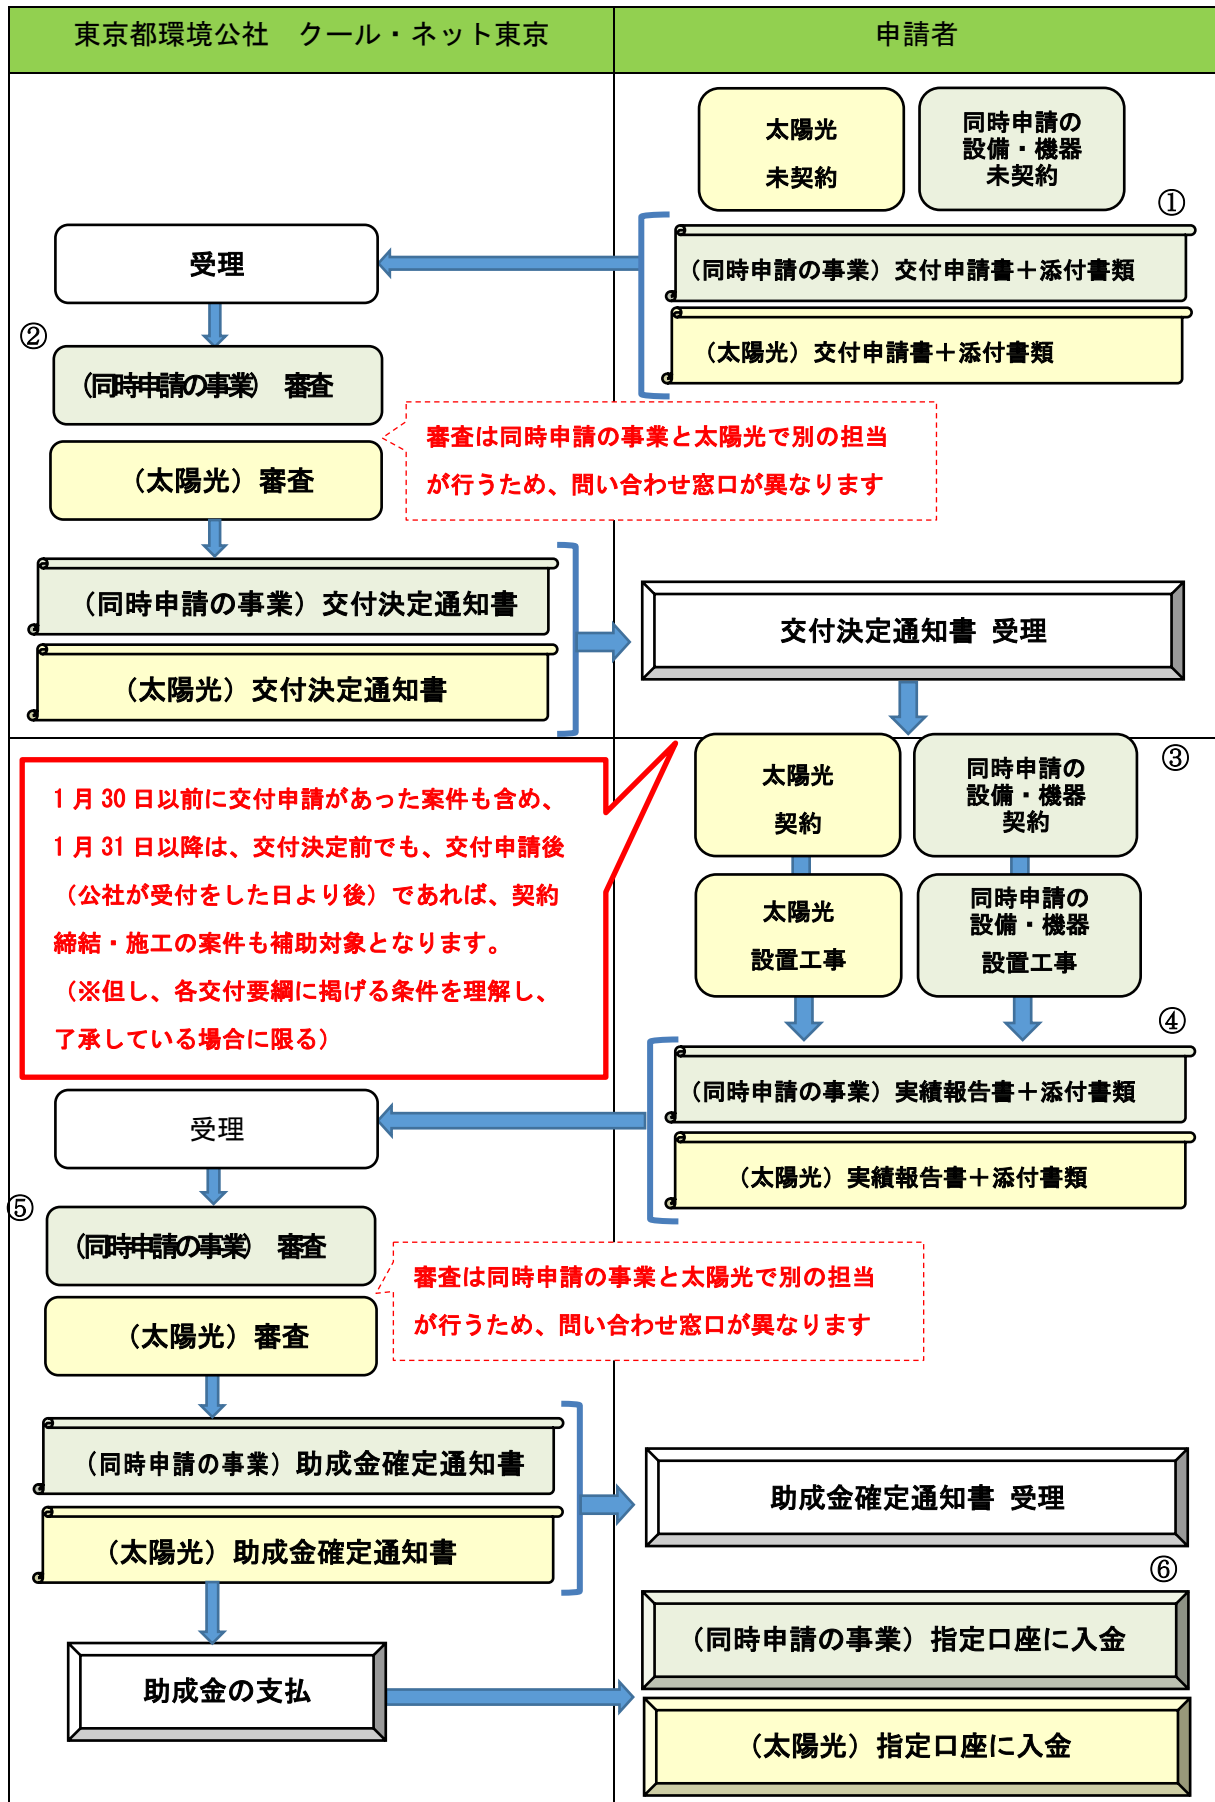 東京都環境公社　クール・ネット東京
申請者
太陽光
未契約
同時申請の
設備・機器
未契約
①
（同時申請の事業）交付申請書＋添付書類
（太陽光）交付申請書＋添付書類
受理
②
（同時申請の事業）　審査
（太陽光）審査
審査は同時申請の事業と太陽光で別の担当
が行うため、問い合わせ窓口が異なります
（同時申請の事業）交付決定通知書
（太陽光）交付決定通知書
交付決定通知書 受理
③
太陽光
契約
同時申請の
設備・機器
契約
1月30日以前に交付申請があった案件も含め、
1月31日以降は、交付決定前でも、交付申請後
（公社が受付をした日より後）であれば、契約
締結・施工の案件も補助対象となります。
（※但し、各交付要綱に掲げる条件を理解し、
了承している場合に限る）
太陽光
設置工事
同時申請の
設備・機器
設置工事
④
（同時申請の事業）実績報告書＋添付書類
（太陽光）実績報告書＋添付書類
受理
⑤
（同時申請の事業）　審査
（太陽光）審査
審査は同時申請の事業と太陽光で別の担当
が行うため、問い合わせ窓口が異なります
（同時申請の事業）助成金確定通知書
（太陽光）助成金確定通知書
助成金確定通知書 受理
⑥
（同時申請の事業）指定口座に入金
助成金の支払
（太陽光）指定口座に入金